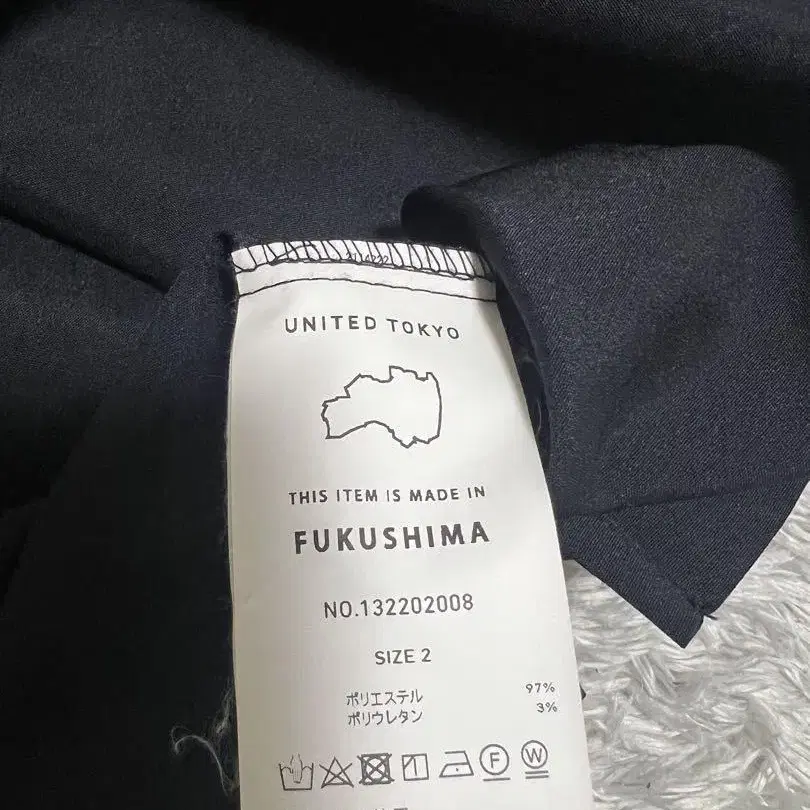 UNITED TOKYO
THIS ITEM IS MADE IN
FUKUSHIMA
NO.132202008
SIZE 2
ポリエステル 97%
ポリウレタン 3%
F W